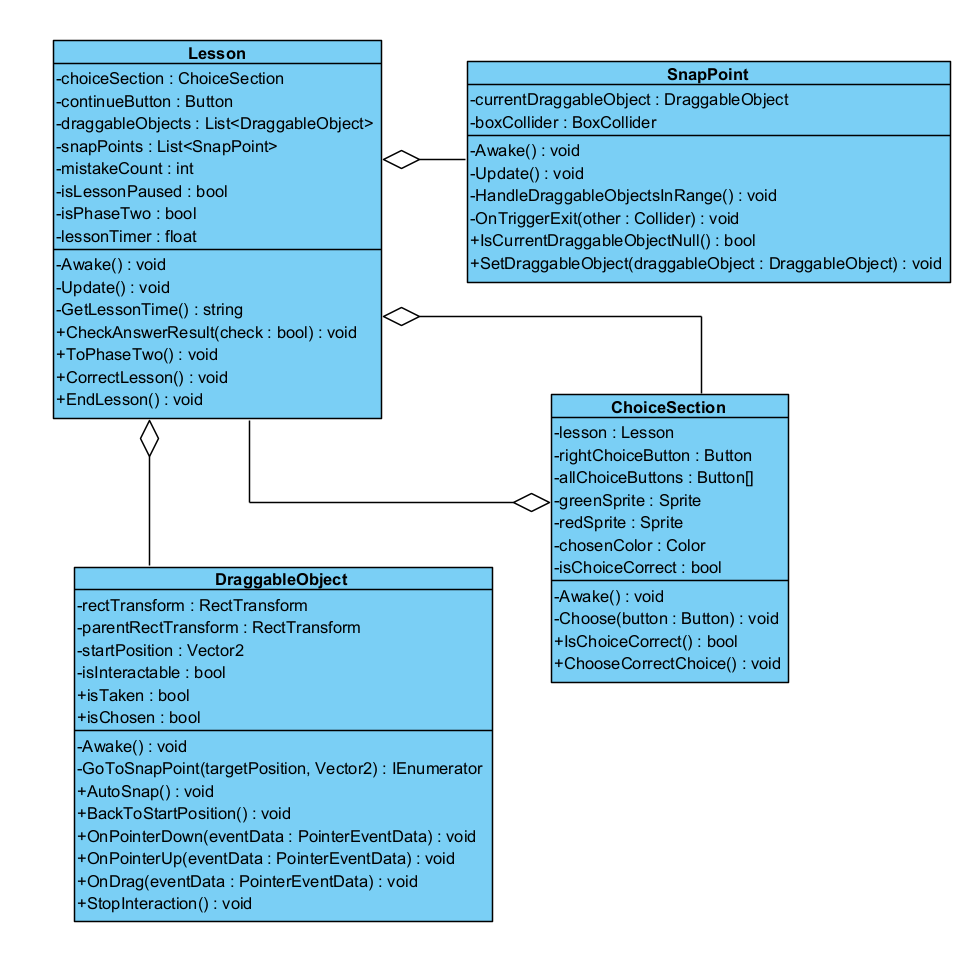 Lesson
-choiceSection : ChoiceSection
-continueButton : Button
-draggableObjects : List<DraggableObject>
-snapPoints : List<SnapPoint>
-mistakeCount : int
-isLessonPaused : bool
-isPhaseTwo : bool
-lessonTimer : float
-Awake() : void
-Update() : void
-GetLessonTime() : string
+CheckAnswerResult(check : bool) : void
+ToPhaseTwo() : void
+CorrectLesson() : void
+EndLesson() : void
SnapPoint
-currentDraggableObject : DraggableObject
-boxCollider : BoxCollider
-Awake() : void
-Update() : void
-HandleDraggableObjectsInRange() : void
-OnTriggerExit(other : Collider) : void
+IsCurrentDraggableObjectNull() : bool
+SetDraggableObject(draggableObject : DraggableObject) : void
ChoiceSection
-lesson : Lesson
-rightChoiceButton : Button
-allChoiceButtons : Button[]
-greenSprite : Sprite
-redSprite : Sprite
-chosenColor : Color
-isChoiceCorrect : bool
-Awake() : void
-Choose(button : Button) : void
+IsChoiceCorrect() : bool
+ChooseCorrectChoice() : void
DraggableObject
-rectTransform : RectTransform
-parentRectTransform : RectTransform
-startPosition : Vector2
-isInteractable : bool
+isTaken : bool
+isChosen : bool
-Awake() : void
-GoToSnapPoint(targetPosition, Vector2) : IEnumerator
+AutoSnap() : void
+BackToStartPosition() : void
+OnPointerDown(eventData : PointerEventData) : void
+OnPointerUp(eventData : PointerEventData) : void
+OnDrag(eventData : PointerEventData) : void
+StopInteraction() : void